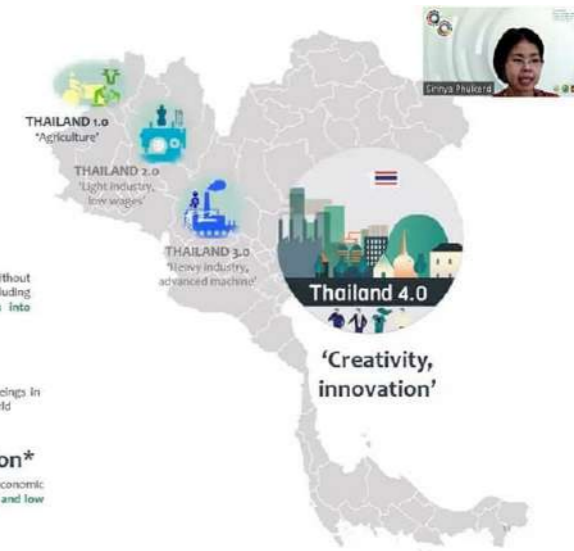 THAILAND 1.0
'Agriculture'
THAILAND 2.0
'Light industry,
low wages'
THAILAND 3.0
'Heavy industry,
advanced machine'
Thailand 4.0
'Creativity,
innovation'
ithout
luding
into
eings in
ld
on*
conomic
and low
Sirinya Phulkerd